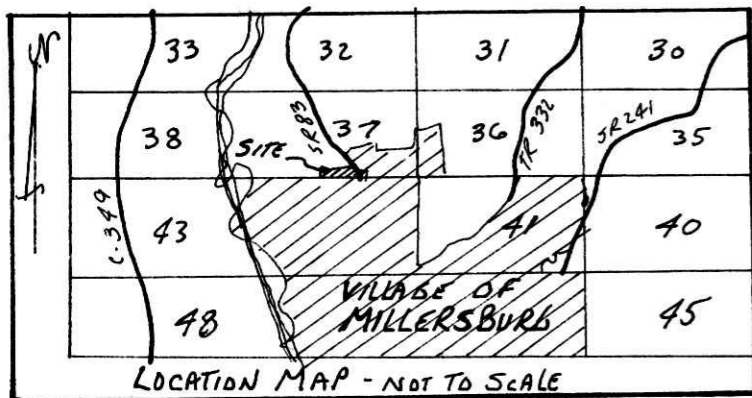 N
33 32 31 30
38 37 36 35
SR 83
TR 332
SR 241
SITE
C.349
43 41 40
48 45
VILLAGE OF
MILLERSBURG
LOCATION MAP - NOT TO SCALE